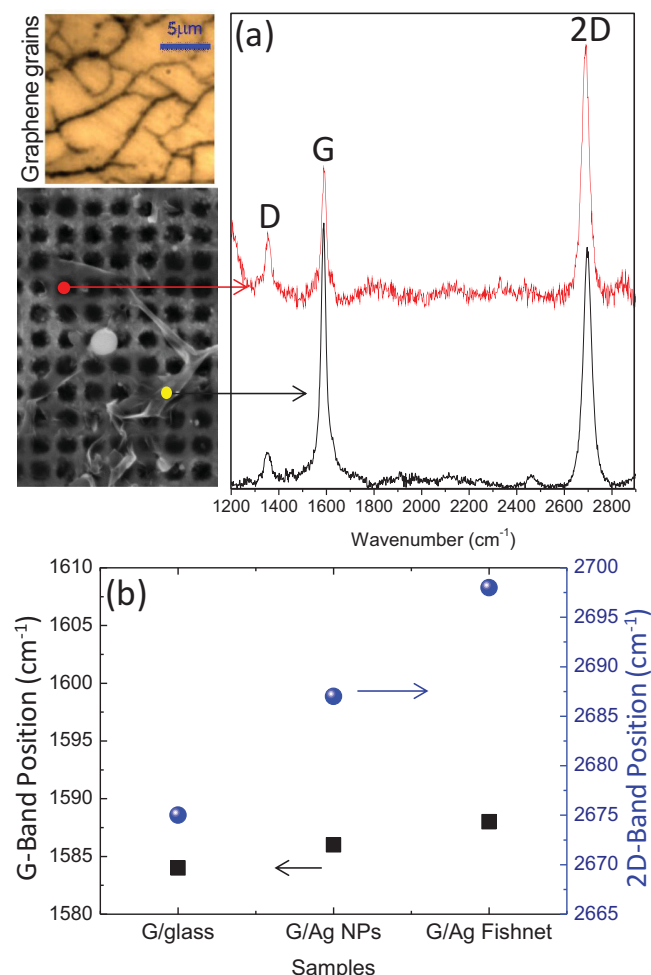 Graphene grains
5μm
(a)
D
G
2D
1200 1400 1600 1800 2000 2200 2400 2600 2800
Wavenumber (cm-1)
(b)
G-Band Position (cm-1)
1610
1605
1600
1595
1590
1585
1580
2D-Band Position (cm-1)
2700
2695
2690
2685
2680
2675
2670
2665
G/glass G/Ag NPs G/Ag Fishnet
Samples